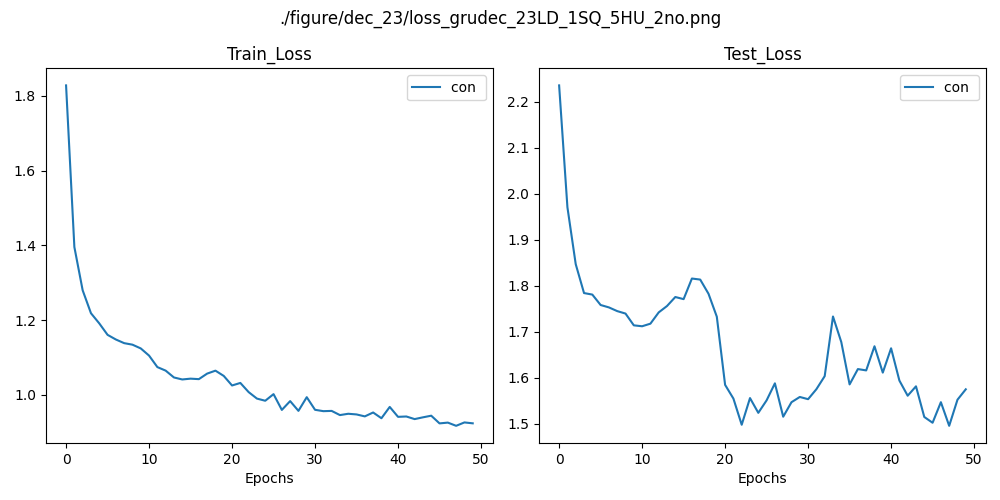 ./figure/dec_23/loss_grudec_23LD_1SQ_5HU_2no.png
Train_Loss
con
1.8
1.6
1.4
1.2
1.0
0 10 20 30 40 50
Epochs
Test_Loss
con
2.2
2.1
2.0
1.9
1.8
1.7
1.6
1.5
0 10 20 30 40 50
Epochs